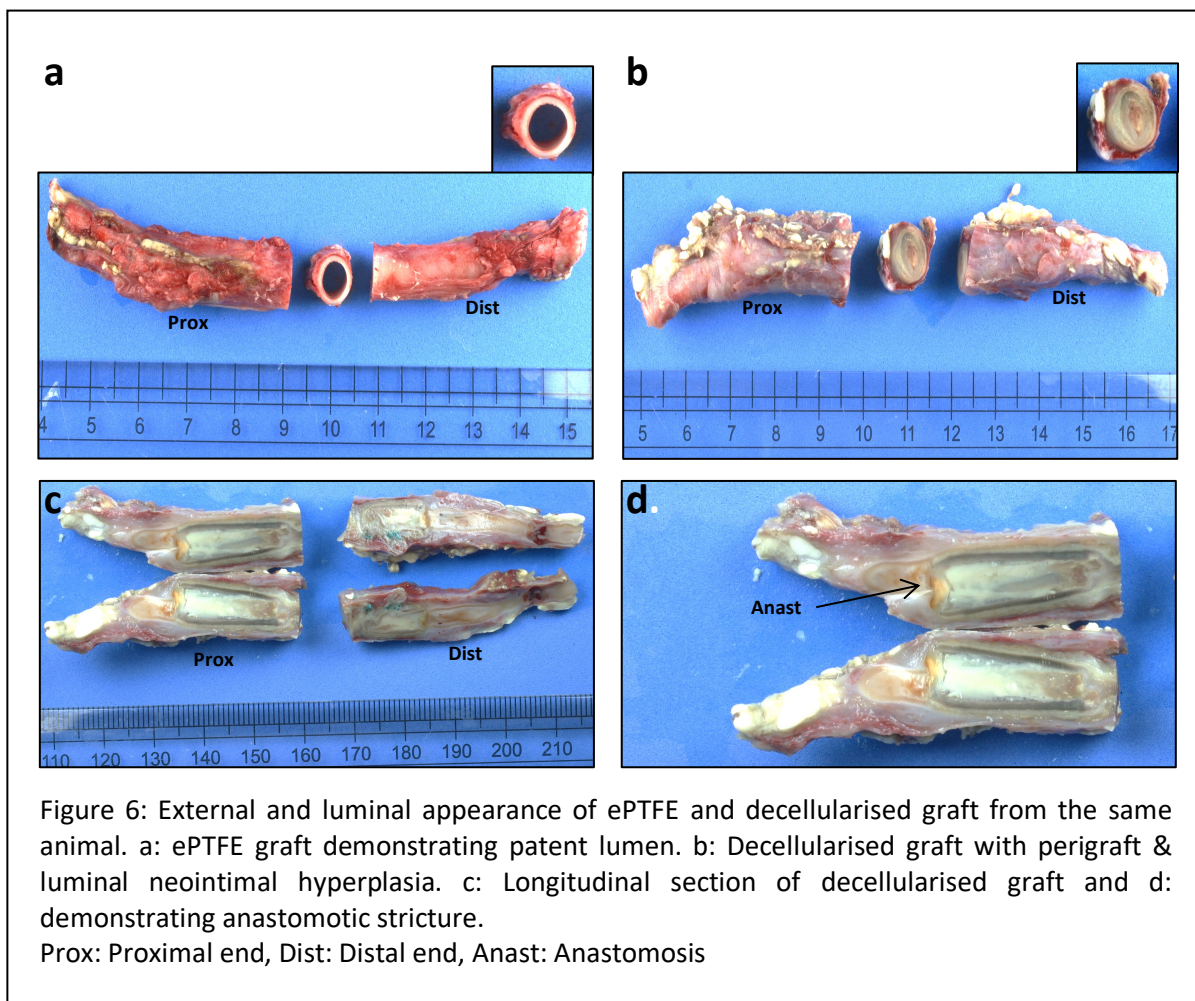 a
b
Prox
Dist
4 5 6 7 8 9 10 11 12 13 14 15
Prox
Dist
5 6 7 8 9 10 11 12 13 14 15 16 17
c
Prox
Dist
110 120 130 140 150 160 170 180 190 200 210
d.
Anast
Figure 6: External and luminal appearance of ePTFE and decellularised graft from the same
animal. a: ePTFE graft demonstrating patent lumen. b: Decellularised graft with perigraft &
luminal neointimal hyperplasia. c: Longitudinal section of decellularised graft and d:
demonstrating anastomotic stricture.
Prox: Proximal end, Dist: Distal end, Anast: Anastomosis